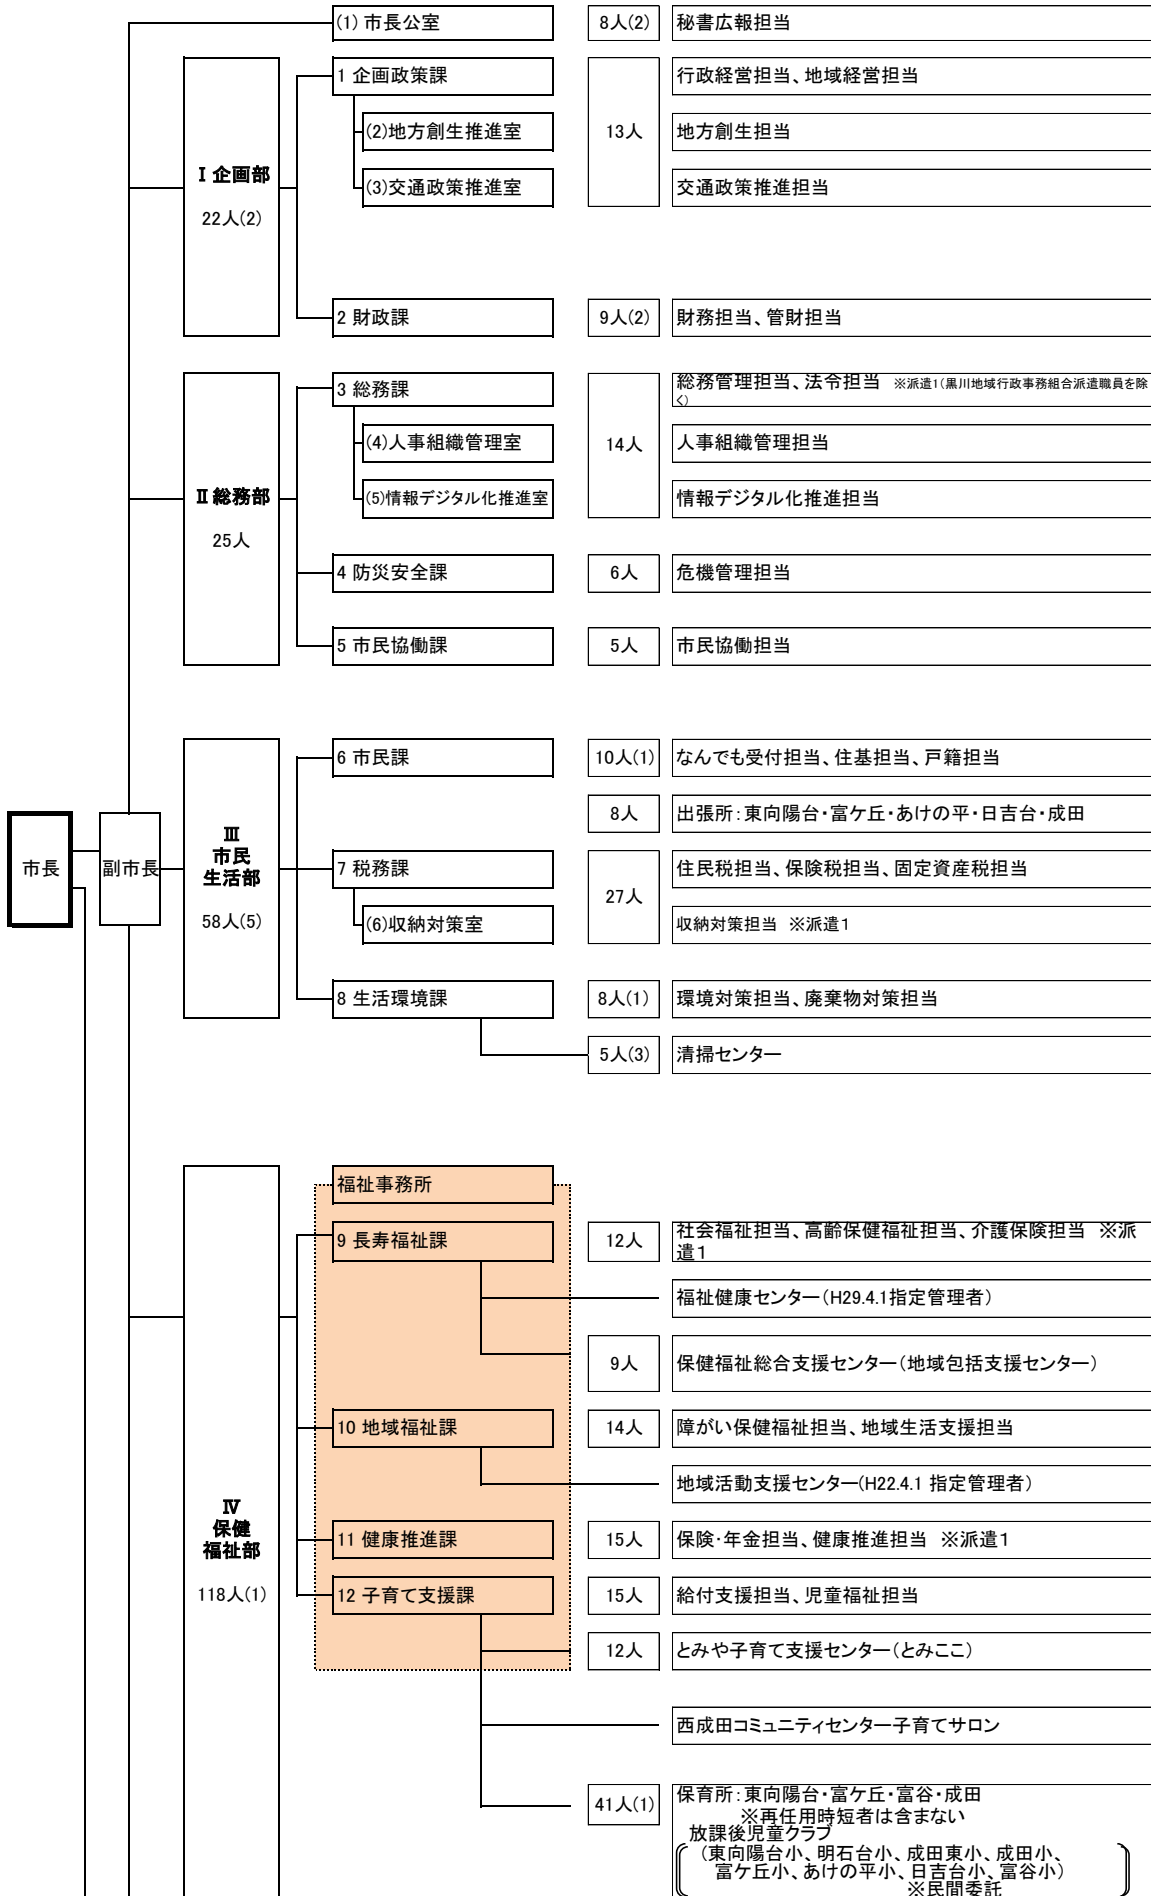 (1) 市長公室
8人(2)
秘書広報担当
Ⅰ 企画部
22人(2)
1 企画政策課
13人
行政経営担当、地域経営担当
(2)地方創生推進室
地方創生担当
(3)交通政策推進室
交通政策推進担当
2 財政課
9人(2)
財務担当、管財担当
Ⅱ 総務部
25人
3 総務課
14人
総務管理担当、法令担当 ※派遣1(黒川地域行政事務組合派遣職員を除
く)
(4)人事組織管理室
人事組織管理担当
(5)情報デジタル化推進室
情報デジタル化推進担当
4 防災安全課
6人
危機管理担当
5 市民協働課
5人
市民協働担当
市長
副市長
Ⅲ
市民
生活部
58人(5)
6 市民課
10人(1)
なんでも受付担当、住基担当、戸籍担当
8人
出張所：東向陽台・富ケ丘・あけの平・日吉台・成田
7 税務課
27人
住民税担当、保険税担当、固定資産税担当
(6)収納対策室
収納対策担当 ※派遣1
8 生活環境課
8人(1)
環境対策担当、廃棄物対策担当
5人(3)
清掃センター
Ⅳ
保健
福祉部
118人(1)
福祉事務所
9 長寿福祉課
12人
社会福祉担当、高齢保健福祉担当、介護保険担当 ※派
遣1
福祉健康センター(H29.4.1指定管理者)
9人
保健福祉総合支援センター(地域包括支援センター)
10 地域福祉課
14人
障がい保健福祉担当、地域生活支援担当
地域活動支援センター(H22.4.1 指定管理者)
11 健康推進課
15人
保険・年金担当、健康推進担当 ※派遣1
12 子育て支援課
15人
給付支援担当、児童福祉担当
12人
とみや子育て支援センター(とみここ)
西成田コミュニティセンター子育てサロン
41人(1)
保育所：東向陽台・富ケ丘・富谷・成田
※再任用時短者は含まない
放課後児童クラブ
(東向陽台小、明石台小、成田東小、成田小、
富ケ丘小、あけの平小、日吉台小、富谷小)
※民間委託